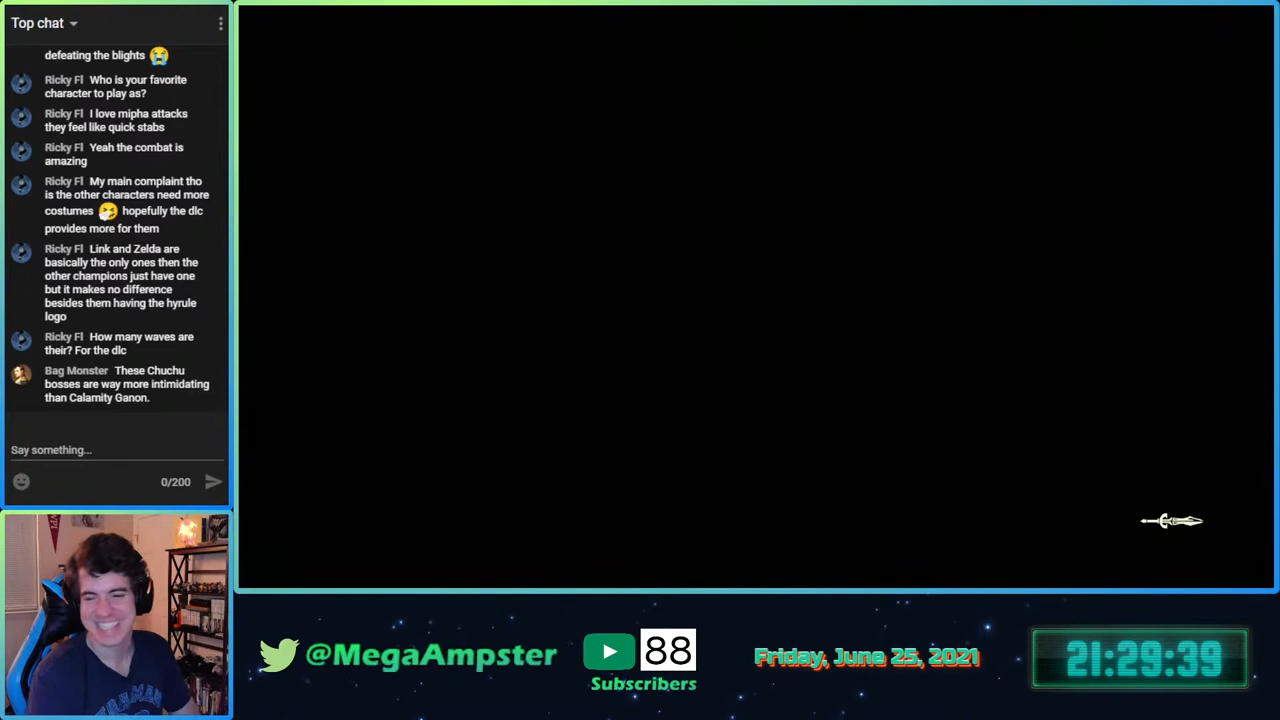 Top chat
defeating the blights
Ricky Fl Who is your favorite
character to play as?
Ricky Fl I love mipha attacks
they feel like quick stabs
Ricky Fl Yeah the combat is
amazing
Ricky Fl My main complaint tho
is the other characters need more
costumes hopefully the dlc
provides more for them
Ricky Fl Link and Zelda are
basically the only ones then the
other champions just have one
but it makes no difference
besides them having the hyrule
logo
Ricky Fl How many waves are
their? For the dlc
Bag Monster These Chuchu
bosses are way more intimidating
than Calamity Ganon.
Say something...
0/200
@MegaAmpster
88
Subscribers
Friday, June 25, 2021
21:29:39